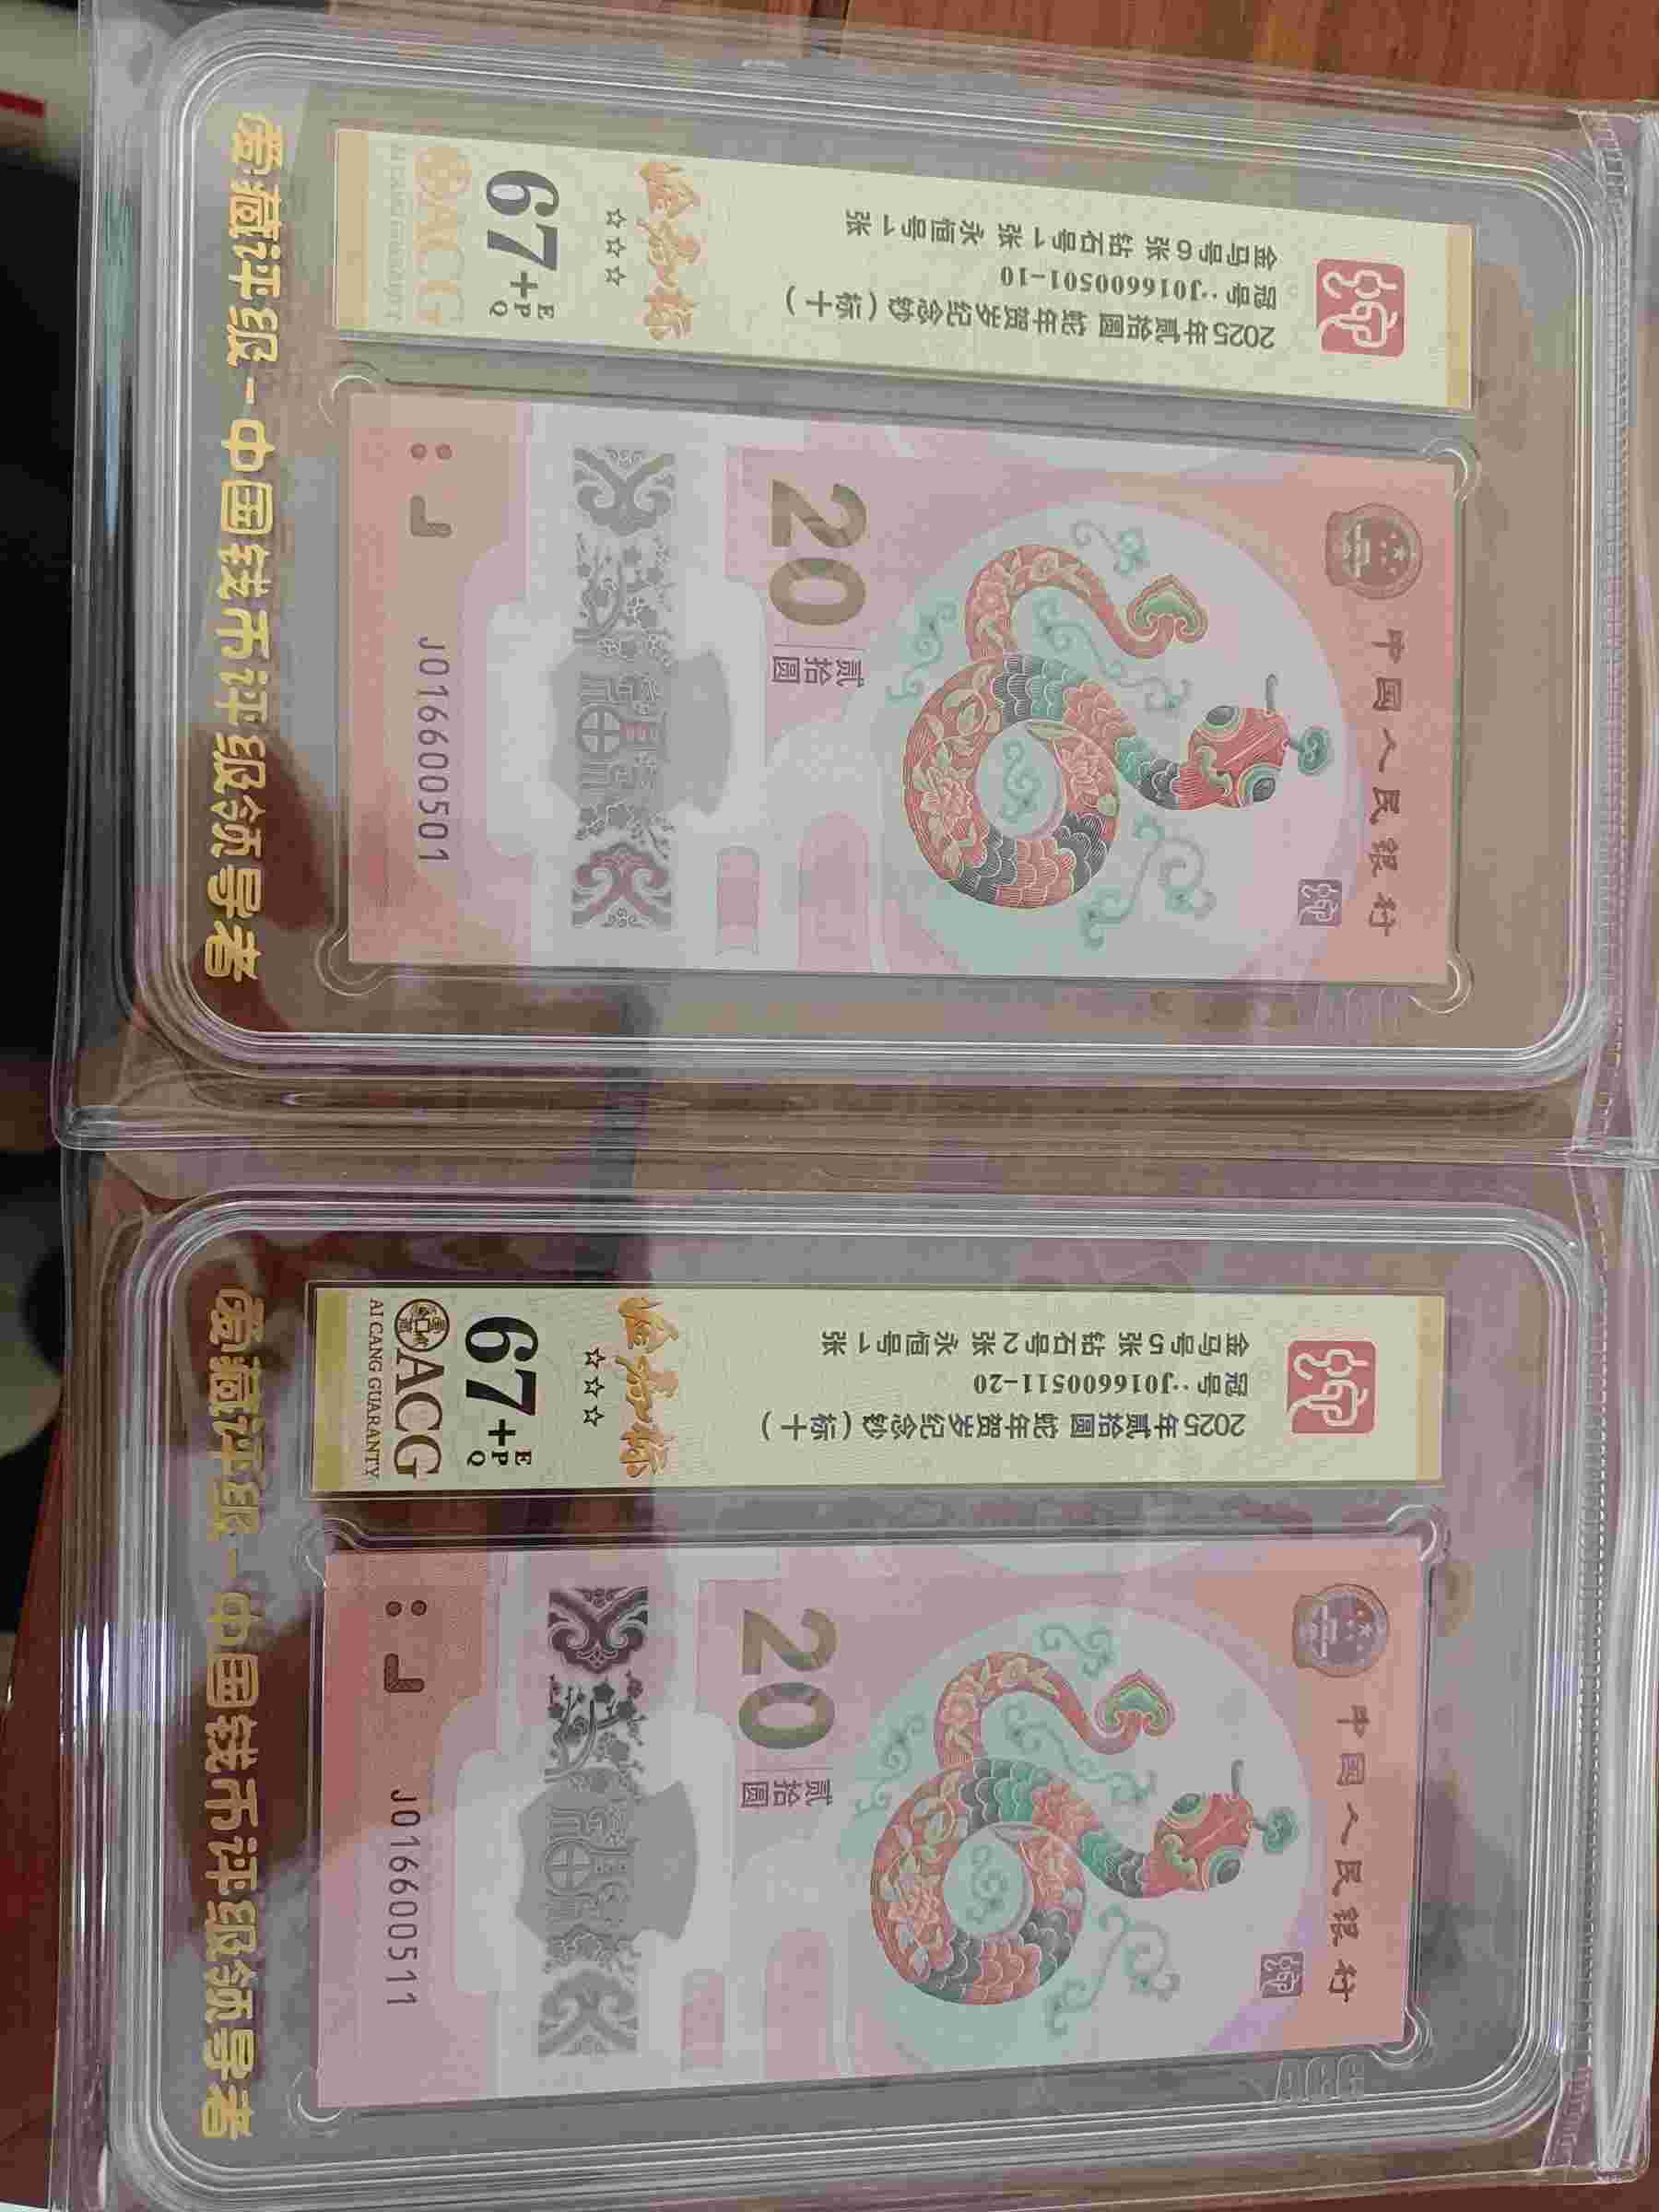 爱藏评级-中国钱币评级领导者
2025年贰拾圆 蛇年贺岁纪念钞(标十)
冠号:J016600501-10
金马号6张 钻石号1张 永恒号1张
☆☆☆
67+
E
P
Q
ACG
AI CANG GUARANTY
中国人民银行
20
贰拾圆
J016600501
爱藏评级-中国钱币评级领导者
2025年贰拾圆 蛇年贺岁纪念钞(标十)
冠号:J016600511-20
金马号5张 钻石号2张 永恒号1张
☆☆☆
67+
E
P
Q
ACG
AI CANG GUARANTY
中国人民银行
20
贰拾圆
J016600511